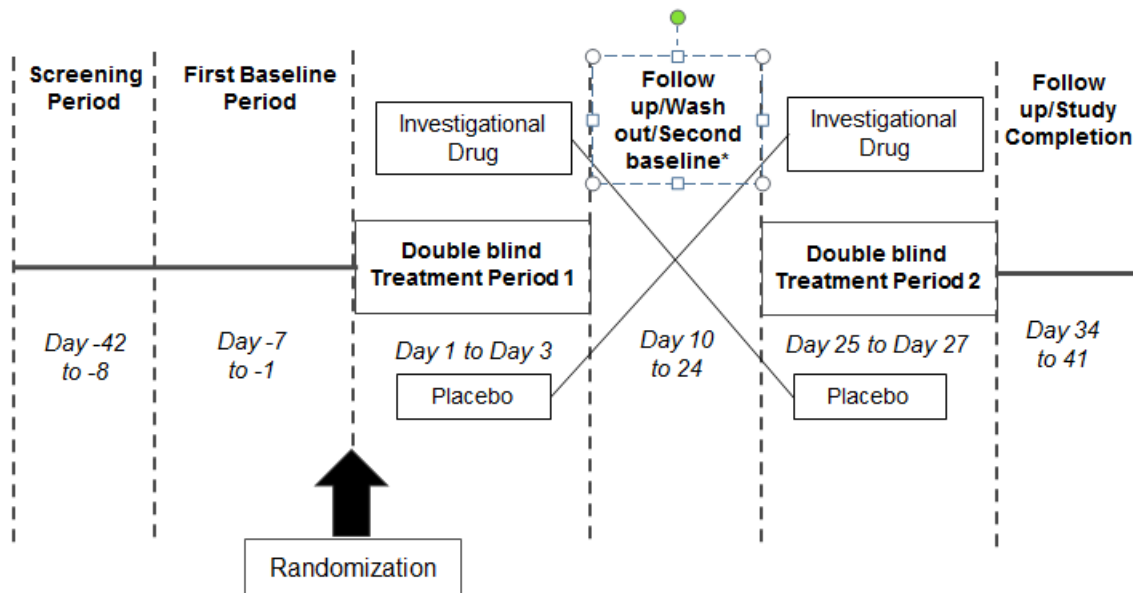 Screening
Period
First Baseline
Period
Investigational
Drug
Follow
up/Wash
out/Second
baseline*
Investigational
Drug
Follow
up/Study
Completion
Double blind
Treatment Period 1
Double blind
Treatment Period 2
Day -42
to -8
Day -7
to -1
Day 1 to Day 3
Day 10
to 24
Day 25 to Day 27
Day 34
to 41
Placebo
Placebo
Randomization